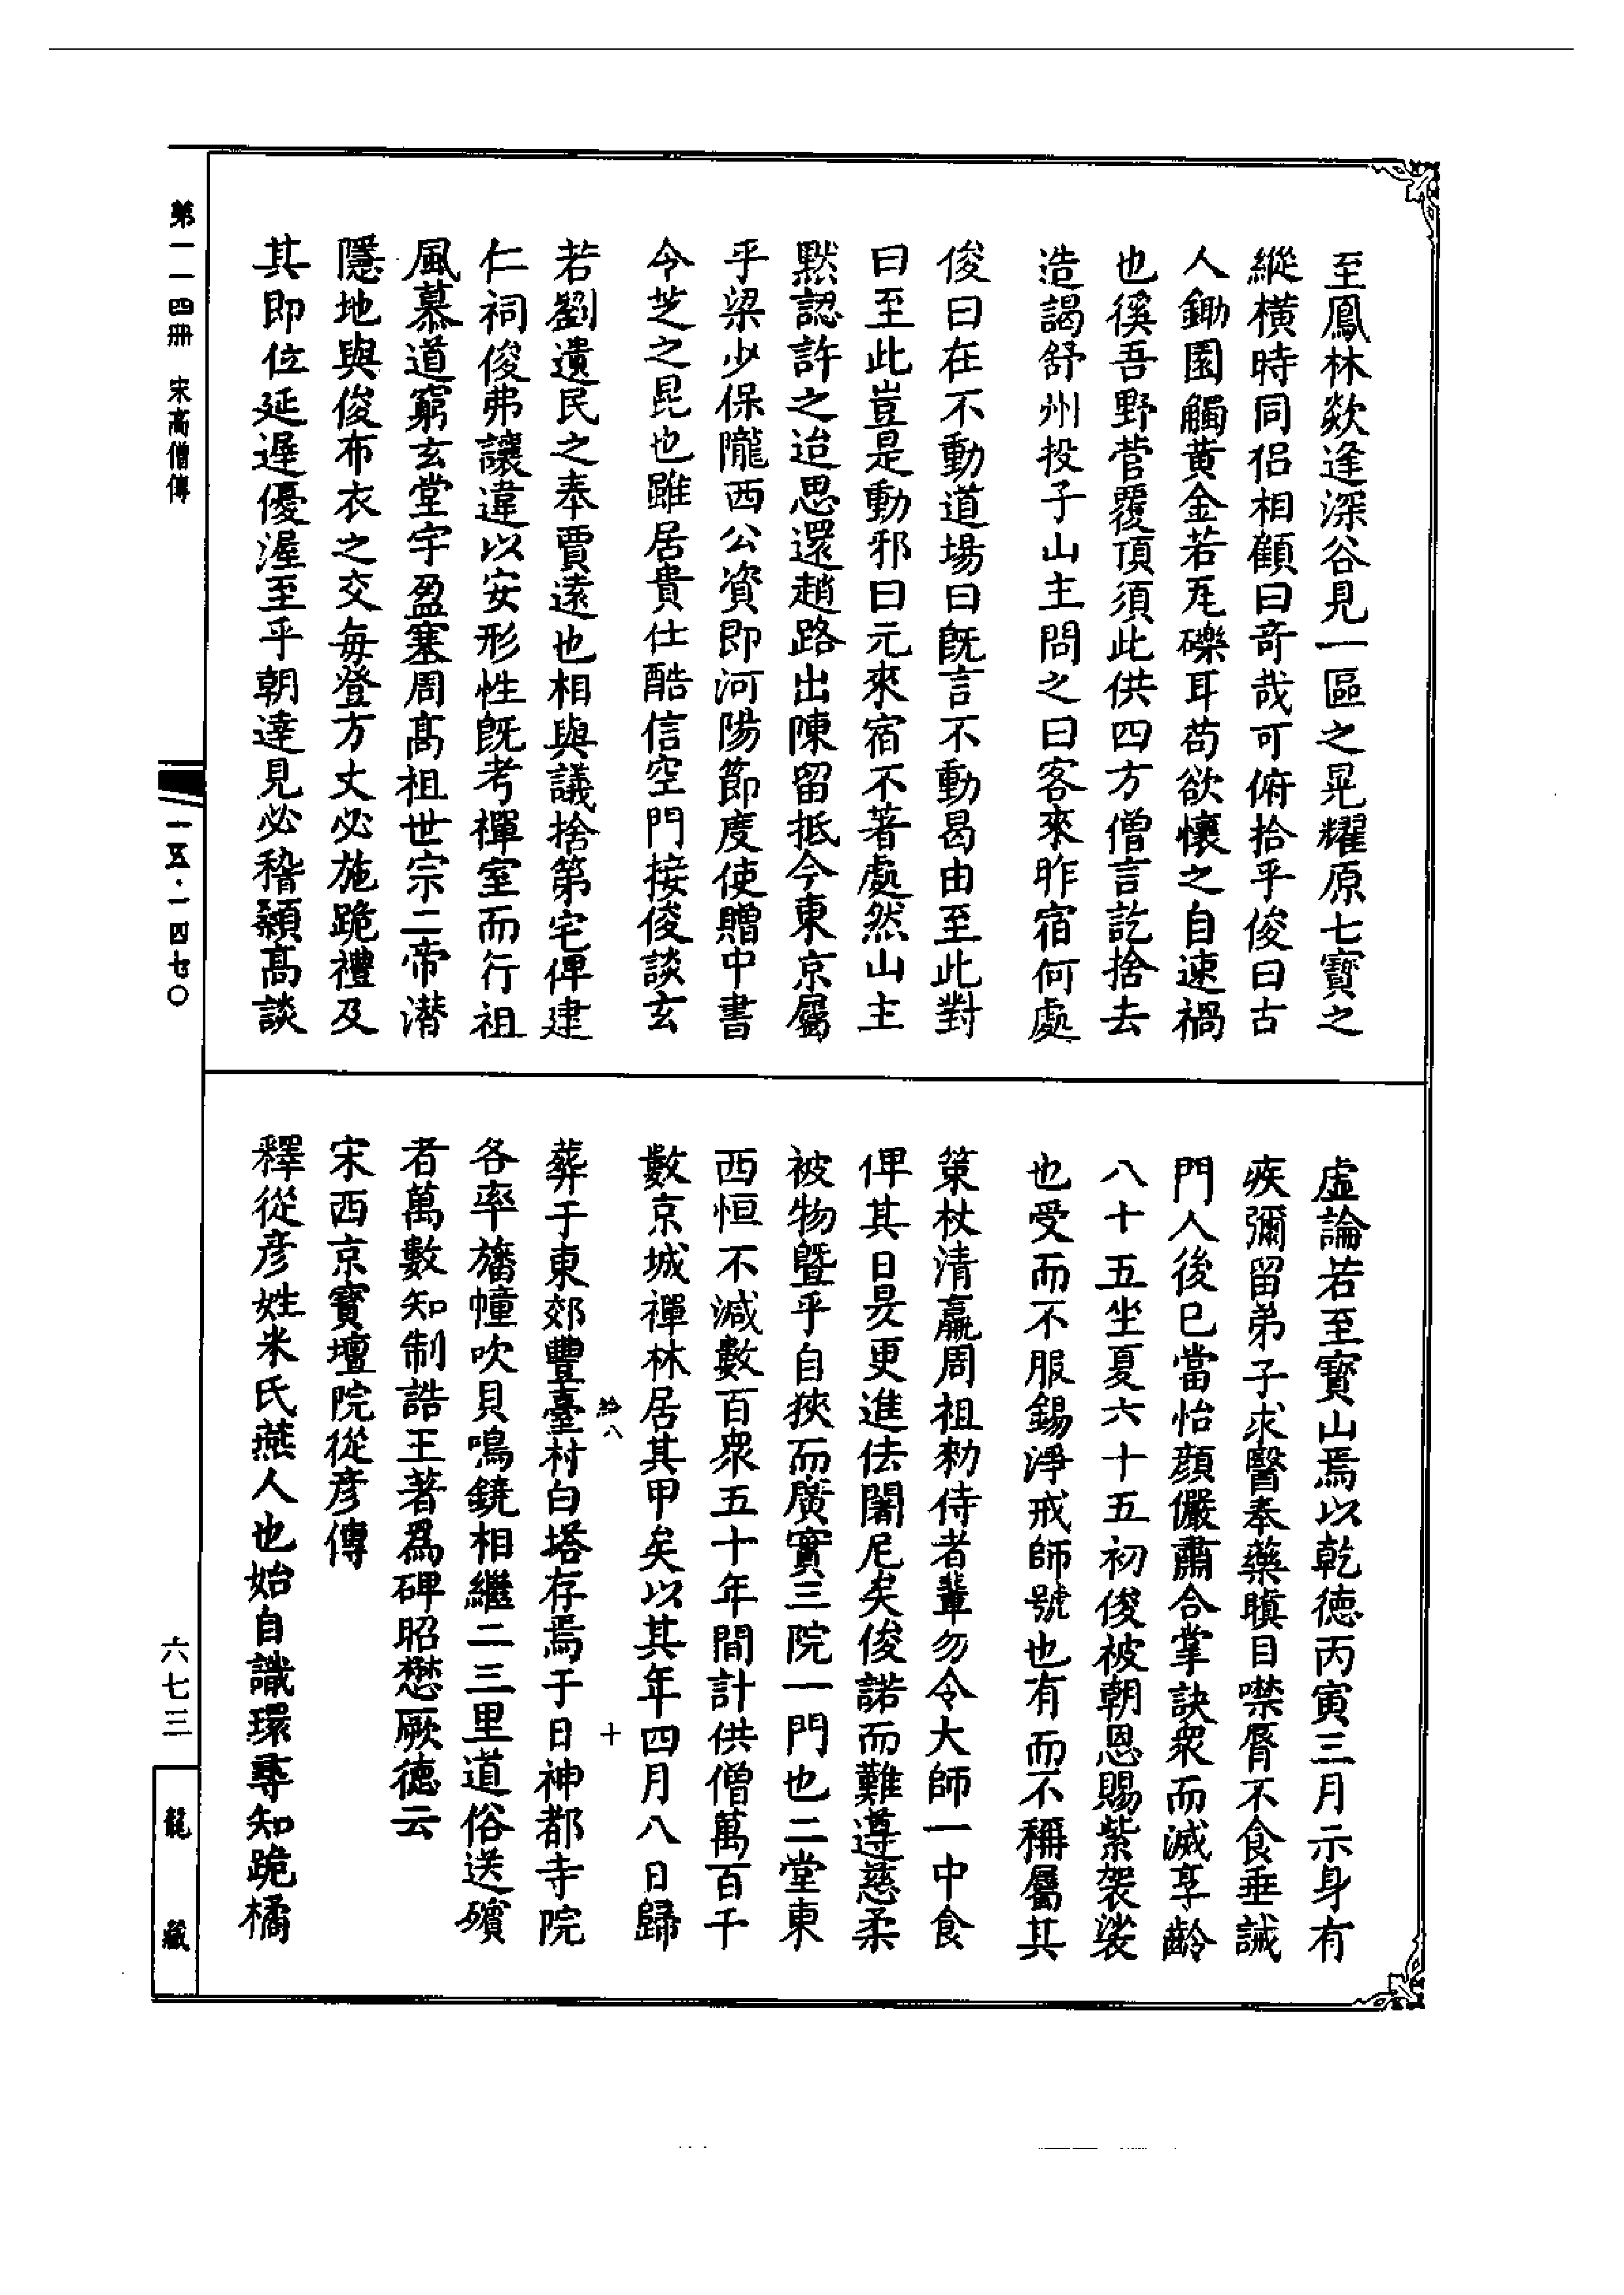 至鳳林欻逢深谷見一區之晃耀原七寶之
縱橫時同侶相顧曰竒哉可俯拾乎俊曰古
人鋤園觸黃金若瓦礫耳苟欲懷之自速禍
也徯吾野菅覆頂須此供四方僧言訖捨去
造謁舒州投子山主問之曰客來昨宿何處
俊曰在不動道場曰旣言不動曷由至此對
曰至此豈是動邪曰元來宿不著處然山主
黙認許之迨思還趙路出陳留抵今東京屬
乎梁少保隴西公資即河陽節度使贈中書
令芝之昆也雖居貴仕酷信空門接俊談玄
若劉遺民之奉賈遠也相與議捨第宅俾建
仁祠俊弗讓違以安形性旣考禪室而行祖
風慕道窮玄堂宇盈塞周髙祖世宗二帝潜
隱地與俊布衣之交每登方丈必施跪禮及
其即位延遲優渥至乎朝達見必稽顙髙談
虛論若至寳山焉以乾德丙寅三月示身有
疾彌留弟子求醫奉藥瞋目噤脣不食垂誡
門人後已當怡顔儼肅合掌訣衆而滅享齡
八十五坐夏六十五初俊被朝恩賜紫袈裟
也受而不服錫淨戒師號也有而不稱屬其
策杖清羸周祖勑侍者輩勿令大師一中食
俾其日昃更進佉闍尼矣俊諾而難遵慈柔
被物曁乎自狹而廣實三院一門也二堂東
西恒不減數百衆五十年間計供僧萬百千
數京城禪林居其甲矣以其年四月八日歸
葬于東郊豐臺村白塔存焉于日神都寺院
各率旛幢吹貝鳴鐃相繼二三里道俗送殯
者萬數知制誥王著爲碑昭懋厥德云
宋西京寳壇院從彦傳
釋從彦姓米氏燕人也始自識環尋知跪橘
十
第一一四冊 宋高僧傳
一五·一四七〇
六七三
龍藏